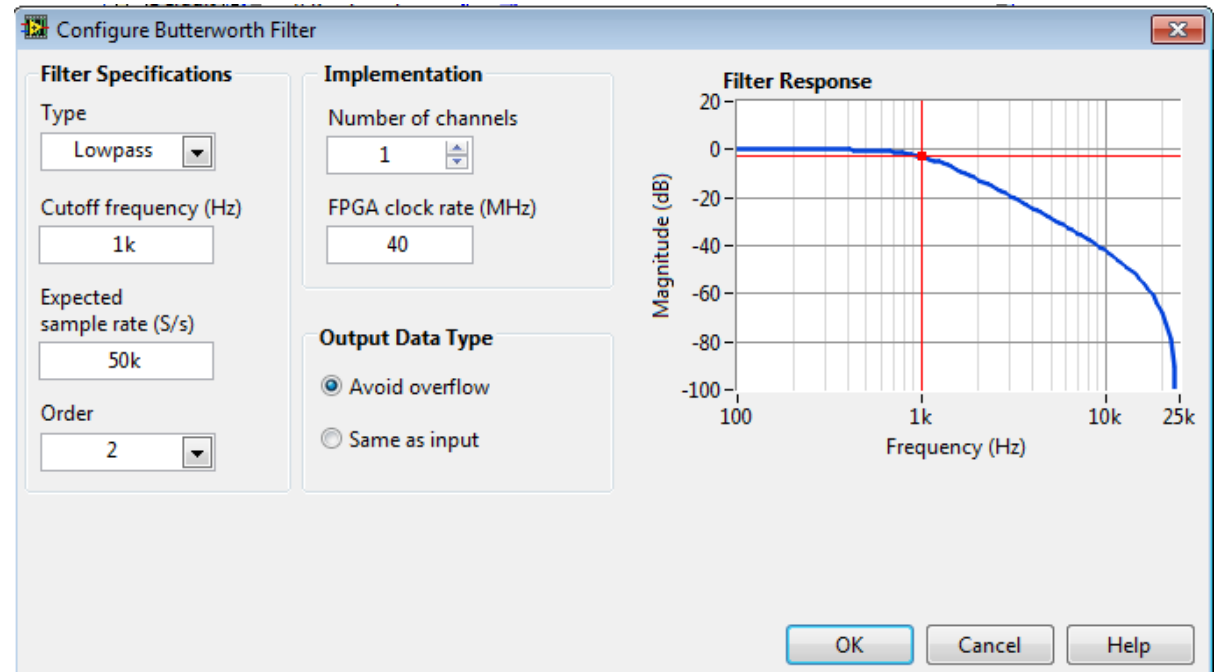 Configure Butterworth Filter
Filter Specifications
Type
Lowpass
Cutoff frequency (Hz)
1k
Expected
sample rate (S/s)
50k
Order
2
Implementation
Number of channels
1
FPGA clock rate (MHz)
40
Output Data Type
Avoid overflow
Same as input
Filter Response
Magnitude (dB)
20
0
-20
-40
-60
-80
-100
100 1k 10k 25k
Frequency (Hz)
OK Cancel Help